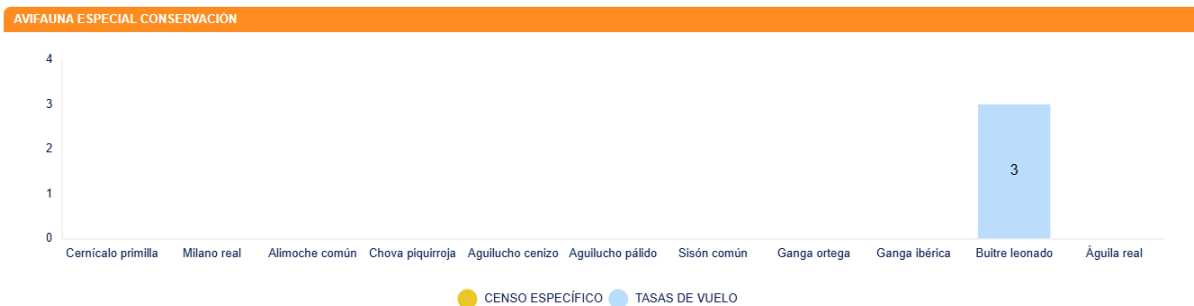 AVIFAUNA ESPECIAL CONSERVACIÓN
4
3
2
1
0
3
Cernícalo primilla Milano real Alimoche común Chova piquirroja Aguilucho cenizo Aguilucho pálido Sisón común Ganga ortega Ganga ibérica Buitre leonado Águila real
CENSO ESPECÍFICO TASAS DE VUELO